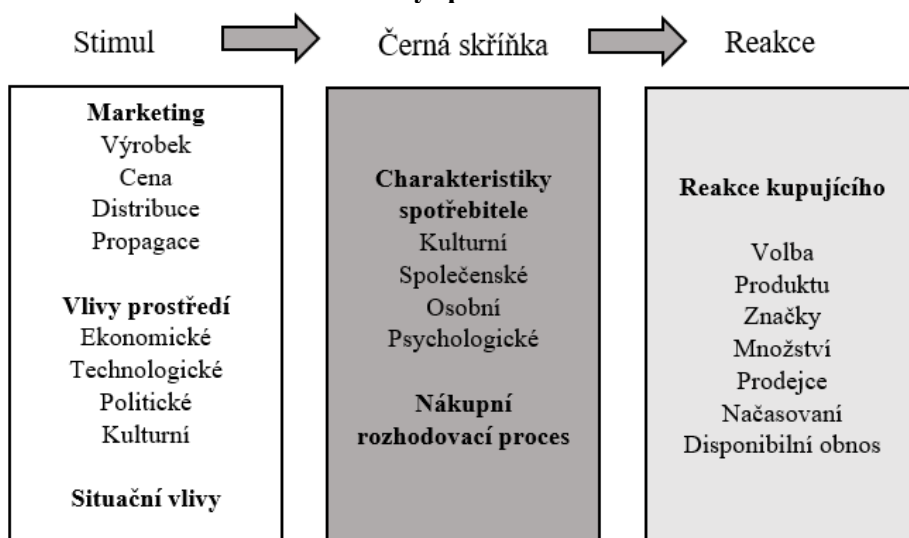 Stimul
Černá skříňka
Reakce
Marketing
Výrobek
Cena
Distribuce
Propagace
Vlivy prostředí
Ekonomické
Technologické
Politické
Kulturní
Situační vlivy
Charakteristiky
spotřebitele
Kulturní
Společenské
Osobní
Psychologické
Nákupní
rozhodovací proces
Reakce kupujícího
Volba
Produktu
Značky
Množství
Prodejce
Načasovaní
Disponibilní obnos